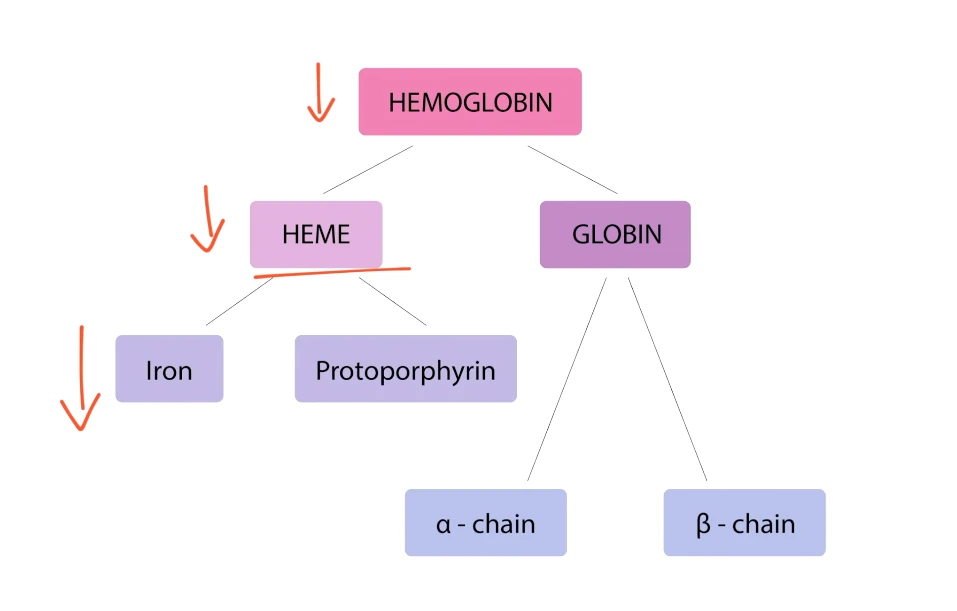 HEMOGLOBIN
HEME
GLOBIN
Iron
Protoporphyrin
α - chain
β - chain